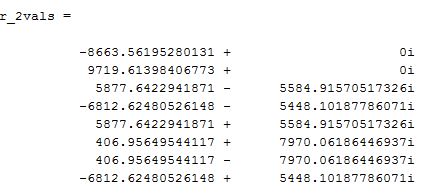 r_2vals =
-8663.56195280131 + 0i
9719.61398406773 + 0i
5877.6422941871 - 5584.91570517326i
-6812.62480526148 - 5448.10187786071i
5877.6422941871 + 5584.91570517326i
406.95649544117 + 7970.06186446937i
406.95649544117 - 7970.06186446937i
-6812.62480526148 + 5448.10187786071i